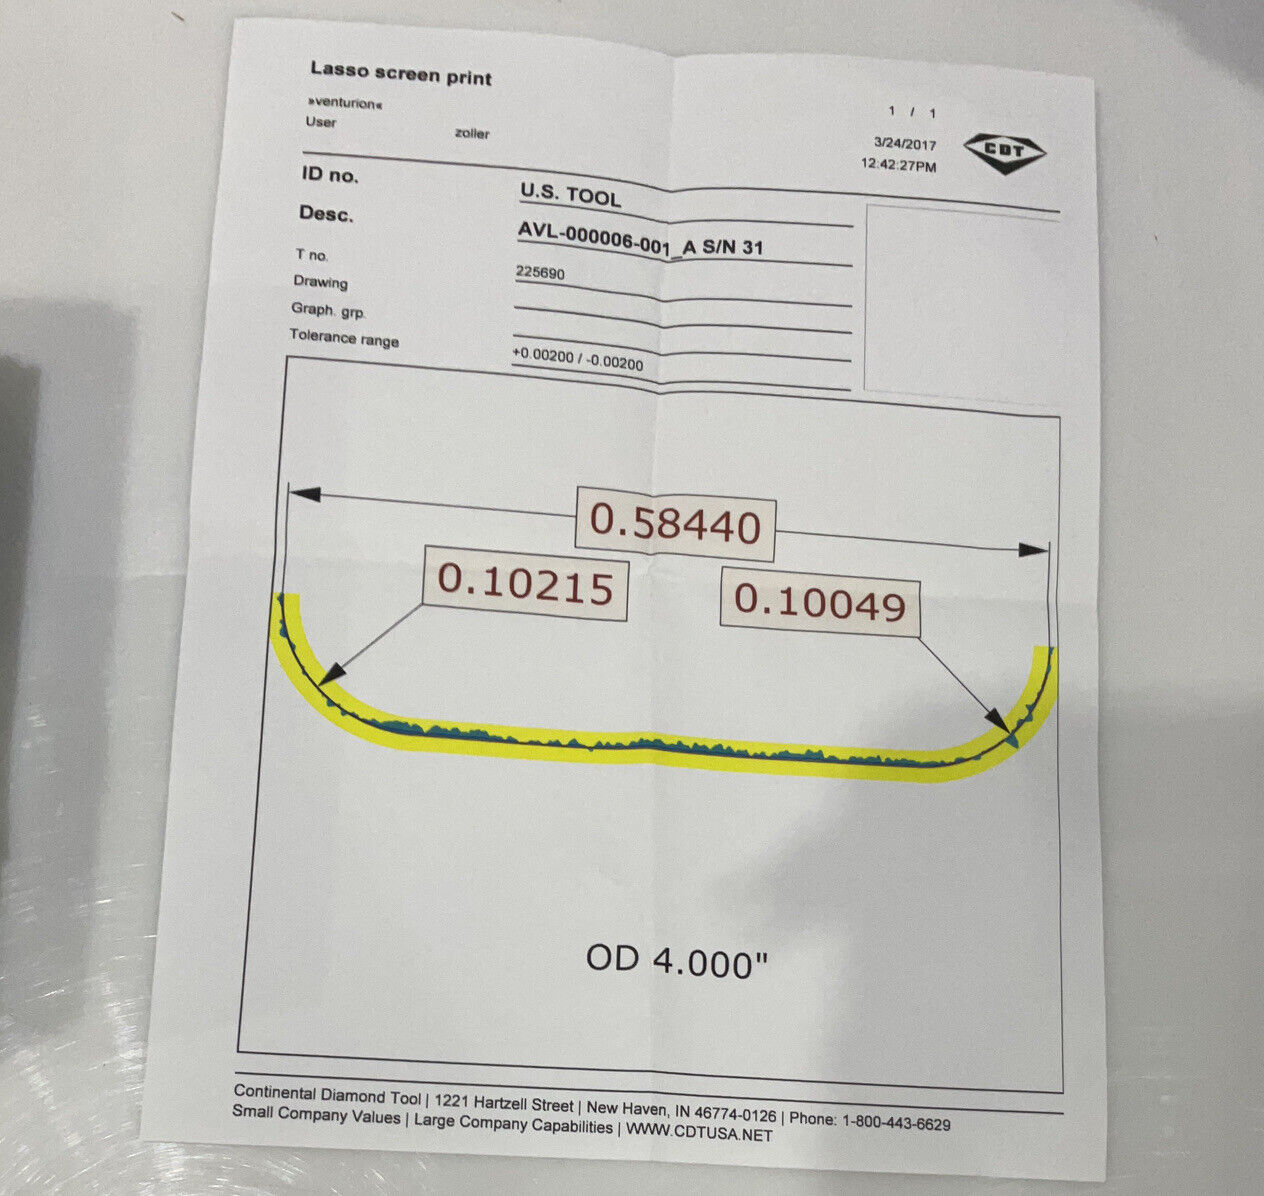 Lasso screen print
»venturion«
User zoller
1 / 1
3/24/2017
12:42:27PM
CDT
ID no. U.S. TOOL
Desc. AVL-000006-001_A S/N 31
T no. 225690
Drawing
Graph. grp.
Tolerance range +0.00200 / -0.00200
0.58440
0.10215
0.10049
OD 4.000"
Continental Diamond Tool | 1221 Hartzell Street | New Haven, IN 46774-0126 | Phone: 1-800-443-6629
Small Company Values | Large Company Capabilities | WWW.CDTUSA.NET